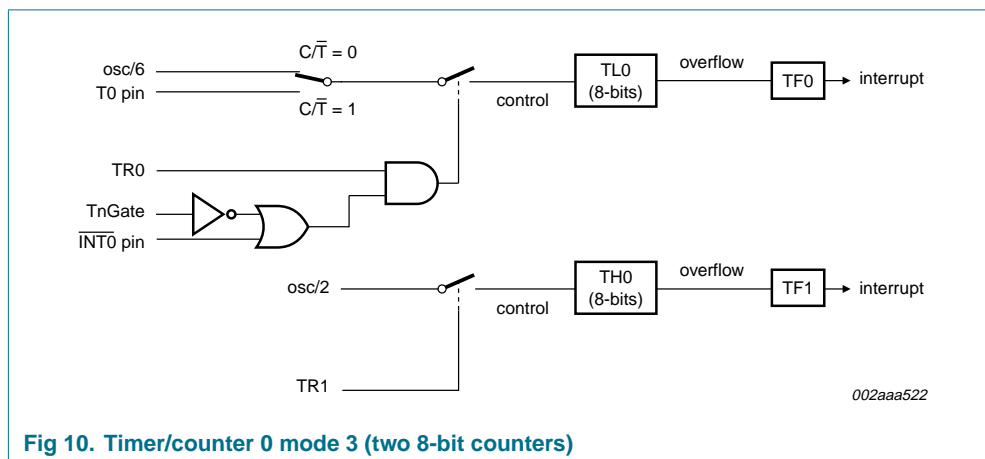 C/T̅ = 0
osc/6
T0 pin
C/T̅ = 1
control
TL0
(8-bits)
overflow
TF0
interrupt
TR0
TnGate
I̅N̅T̅0̅ pin
osc/2
control
TH0
(8-bits)
overflow
TF1
interrupt
TR1
002aaa522
Fig 10. Timer/counter 0 mode 3 (two 8-bit counters)